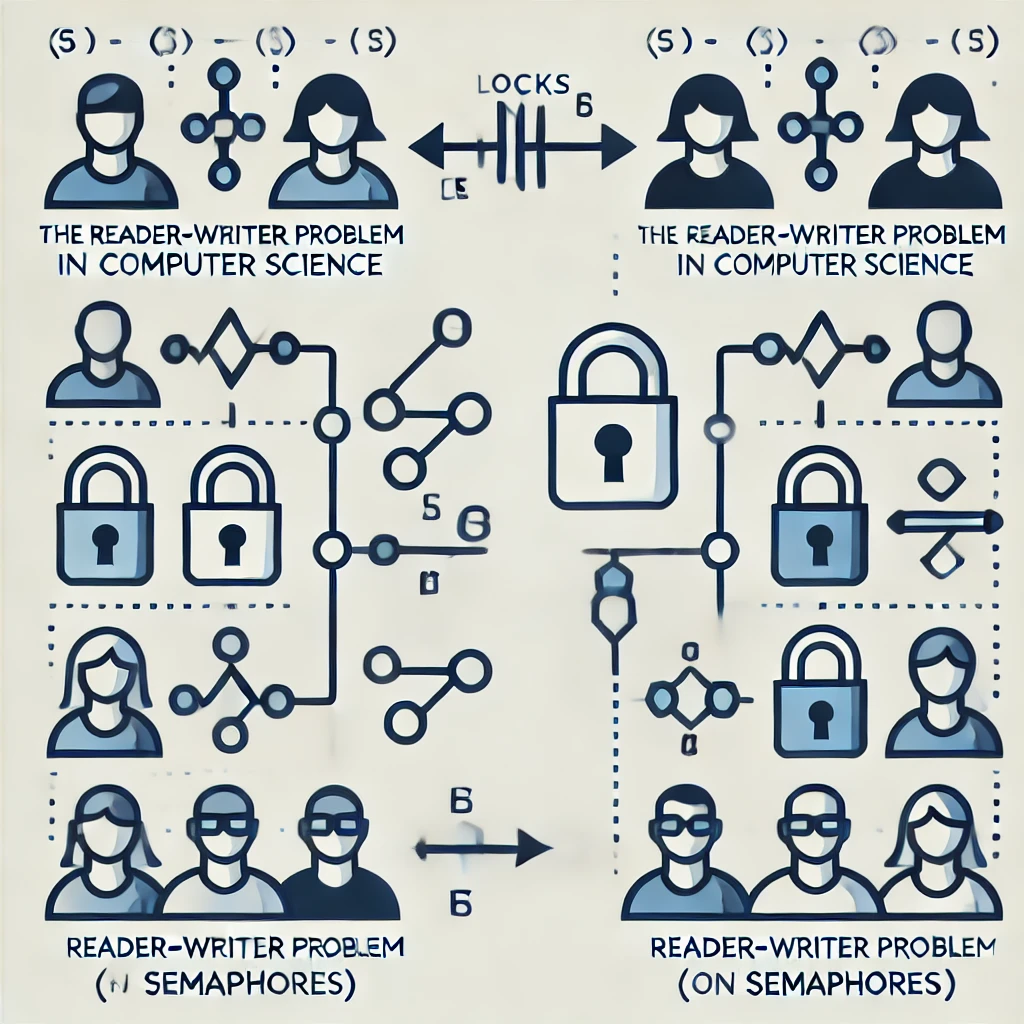 (S) - (S) - (S) - (S)
(S) - (S) - - (S)
LOCKS
6
THE READER-WRITER PROBLEM
IN COMPUTER SCIENCE
THE READER-WRITER PROBLEM
IN COMPUTER SCIENCE
S
READER-WRITER PROBLEM
( SEMAPHORES)
READER-WRITER PROBLEM
(ON SEMAPHORES)